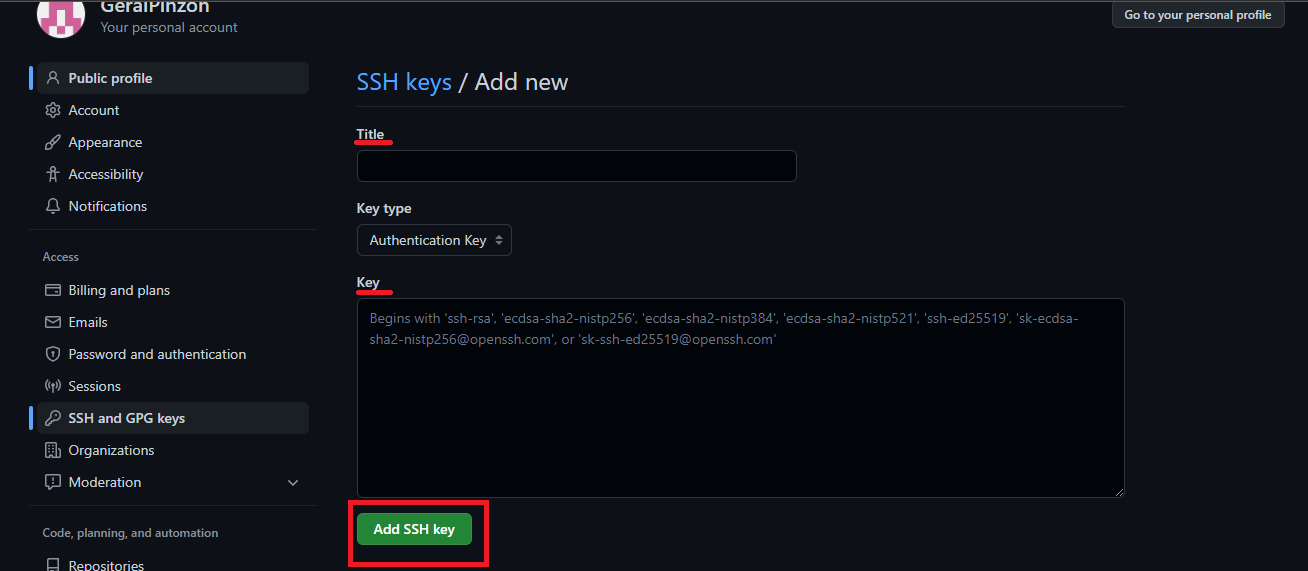 GeralPinzon
Your personal account
Go to your personal profile
Public profile
Account
Appearance
Accessibility
Notifications
Access
Billing and plans
Emails
Password and authentication
Sessions
SSH and GPG keys
Organizations
Moderation
Code, planning, and automation
Repositories
SSH keys / Add new
Title
Key type
Authentication Key
Key
Begins with 'ssh-rsa', 'ecdsa-sha2-nistp256', 'ecdsa-sha2-nistp384', 'ecdsa-sha2-nistp521', 'ssh-ed25519', 'sk-ecdsa-
sha2-nistp256@openssh.com', or 'sk-ssh-ed25519@openssh.com'
Add SSH key